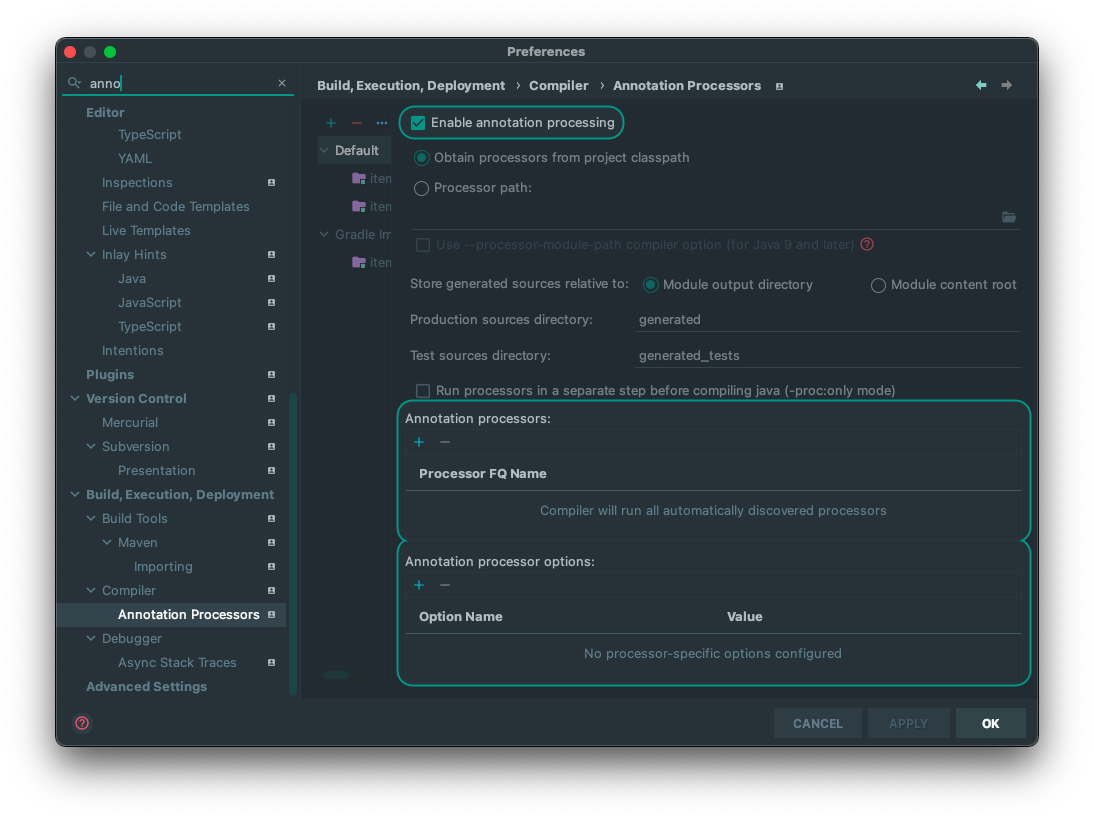 Preferences
anno
Editor
TypeScript
YAML
Inspections
File and Code Templates
Live Templates
Inlay Hints
Java
JavaScript
TypeScript
Intentions
Plugins
Version Control
Mercurial
Subversion
Presentation
Build, Execution, Deployment
Build Tools
Maven
Importing
Compiler
Annotation Processors
Debugger
Async Stack Traces
Advanced Settings
Build, Execution, Deployment › Compiler › Annotation Processors
Default
Gradle Im
Enable annotation processing
Obtain processors from project classpath
Processor path:
Use --processor-module-path compiler option (for Java 9 and later)
Store generated sources relative to: Module output directory Module content root
Production sources directory: generated
Test sources directory: generated_tests
Run processors in a separate step before compiling java (-proc:only mode)
Annotation processors:
Processor FQ Name
Compiler will run all automatically discovered processors
Annotation processor options:
Option Name Value
No processor-specific options configured
CANCEL APPLY OK